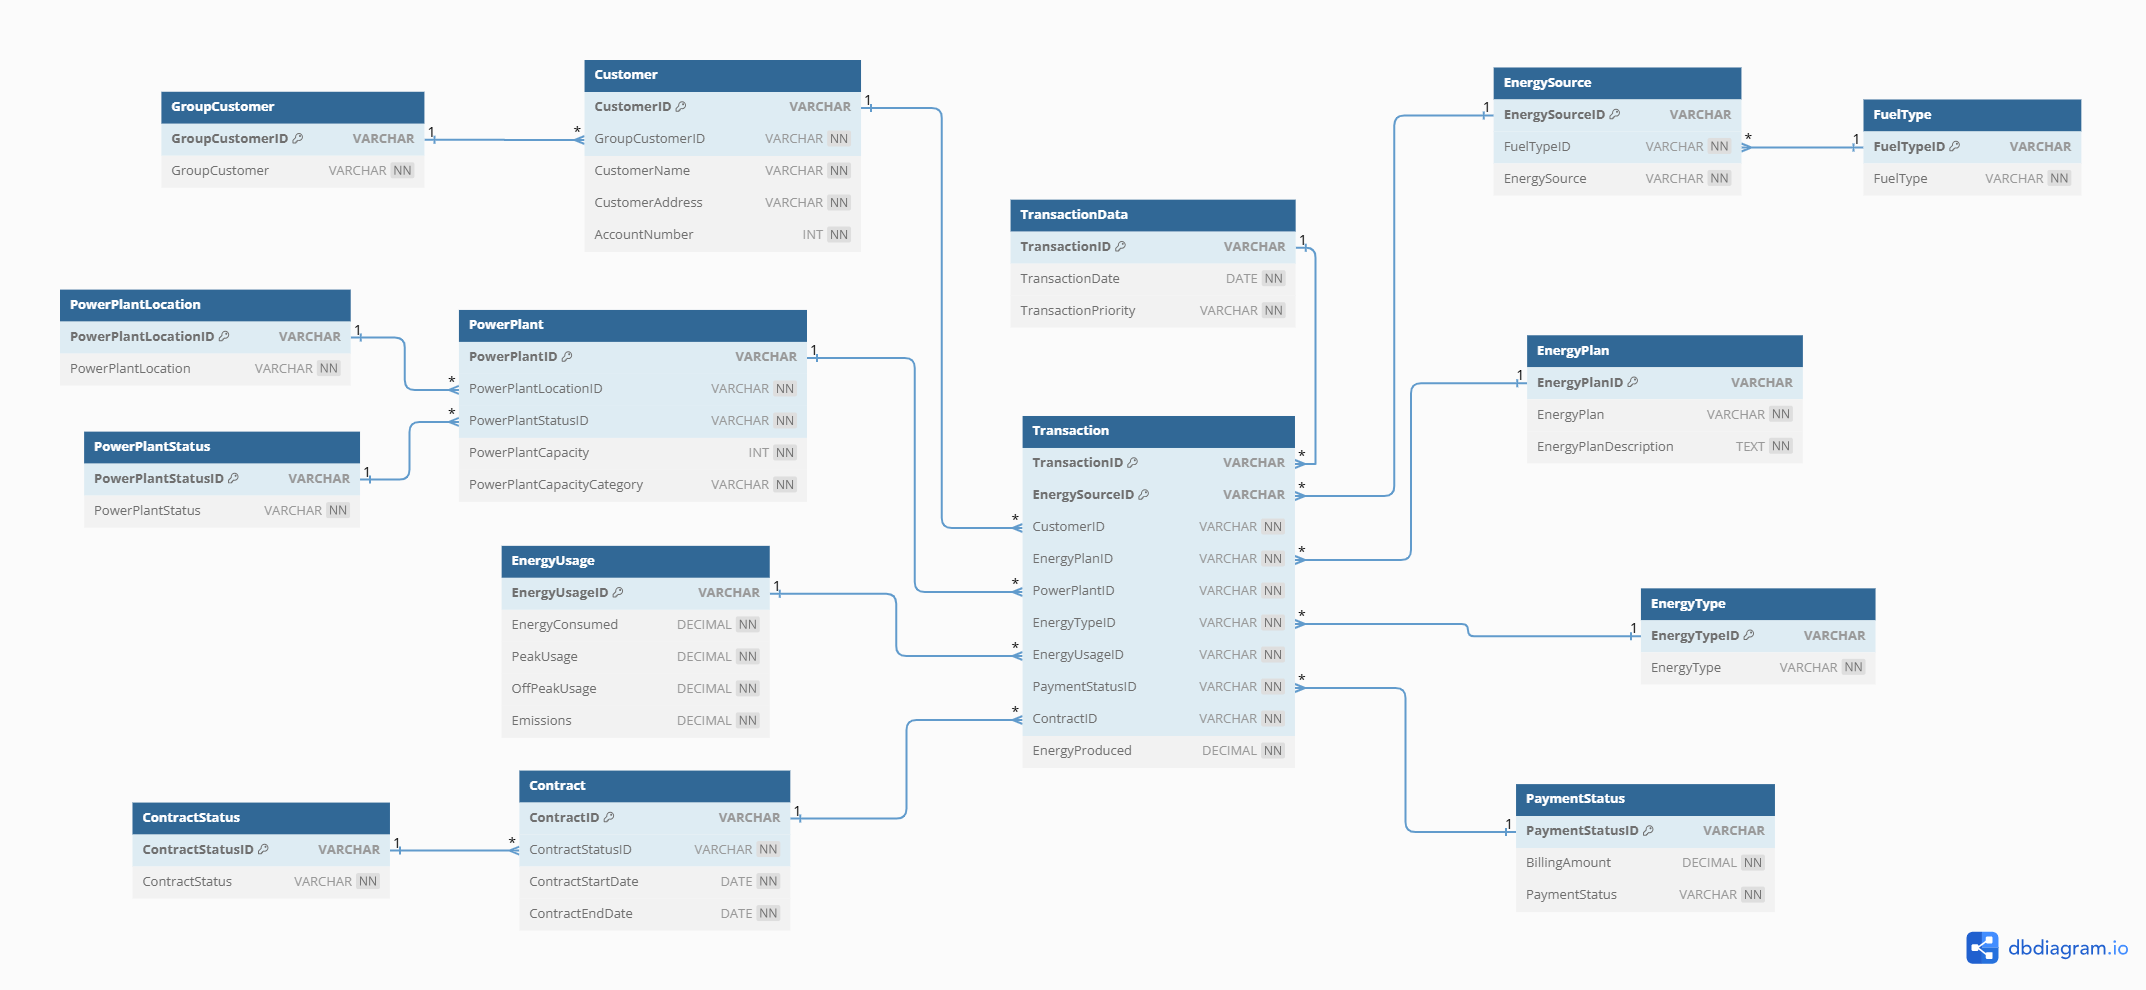 GroupCustomer
GroupCustomerID VARCHAR
GroupCustomer VARCHAR NN
1
*
Customer
CustomerID VARCHAR
GroupCustomerID VARCHAR NN
CustomerName VARCHAR NN
CustomerAddress VARCHAR NN
AccountNumber INT NN
1
EnergySource
EnergySourceID VARCHAR
FuelTypeID VARCHAR NN
EnergySource VARCHAR NN
1
*
1
FuelType
FuelTypeID VARCHAR
FuelType VARCHAR NN
TransactionData
TransactionID VARCHAR
TransactionDate DATE NN
TransactionPriority VARCHAR NN
1
PowerPlantLocation
PowerPlantLocationID VARCHAR
PowerPlantLocation VARCHAR NN
1
PowerPlant
PowerPlantID VARCHAR
PowerPlantLocationID VARCHAR NN
PowerPlantStatusID VARCHAR NN
PowerPlantCapacity INT NN
PowerPlantCapacityCategory VARCHAR NN
1
*
*
PowerPlantStatus
PowerPlantStatusID VARCHAR
PowerPlantStatus VARCHAR NN
1
EnergyPlan
EnergyPlanID VARCHAR
EnergyPlan VARCHAR NN
EnergyPlanDescription TEXT NN
1
Transaction
TransactionID VARCHAR
EnergySourceID VARCHAR
CustomerID VARCHAR NN
EnergyPlanID VARCHAR NN
PowerPlantID VARCHAR NN
EnergyTypeID VARCHAR NN
EnergyUsageID VARCHAR NN
PaymentStatusID VARCHAR NN
ContractID VARCHAR NN
EnergyProduced DECIMAL NN
*
*
*
*
*
*
*
*
*
EnergyUsage
EnergyUsageID VARCHAR
EnergyConsumed DECIMAL NN
PeakUsage DECIMAL NN
OffPeakUsage DECIMAL NN
Emissions DECIMAL NN
1
EnergyType
EnergyTypeID VARCHAR
EnergyType VARCHAR NN
1
ContractStatus
ContractStatusID VARCHAR
ContractStatus VARCHAR NN
1
*
Contract
ContractID VARCHAR
ContractStatusID VARCHAR NN
ContractStartDate DATE NN
ContractEndDate DATE NN
1
PaymentStatus
PaymentStatusID VARCHAR
BillingAmount DECIMAL NN
PaymentStatus VARCHAR NN
1
dbdiagram.io